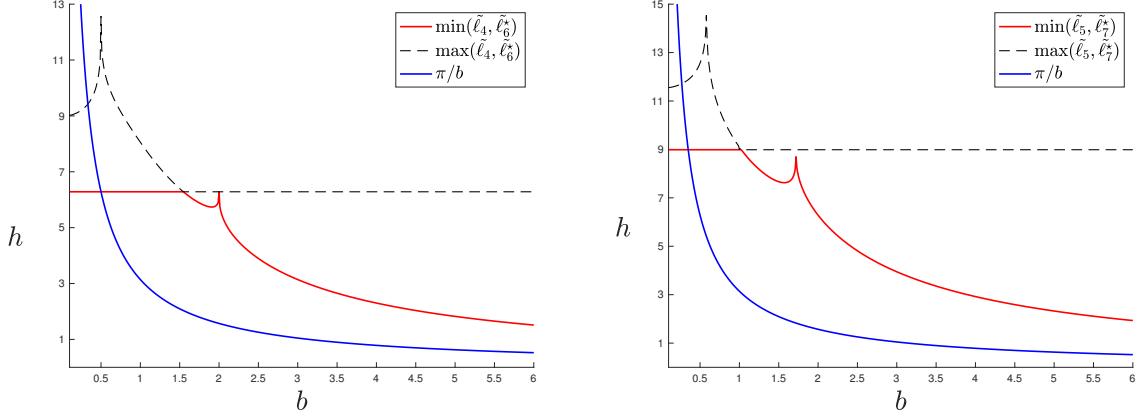 13
11
9
7
5
3
1
h
0.5 1 1.5 2 2.5 3 3.5 4 4.5 5 5.5 6
b
min(ℓ̃₄, ℓ̃₆*)
max(ℓ̃₄, ℓ̃₆*)
π/b
15
13
11
9
7
5
3
1
h
0.5 1 1.5 2 2.5 3 3.5 4 4.5 5 5.5 6
b
min(ℓ̃₅, ℓ̃₇*)
max(ℓ̃₅, ℓ̃₇*)
π/b